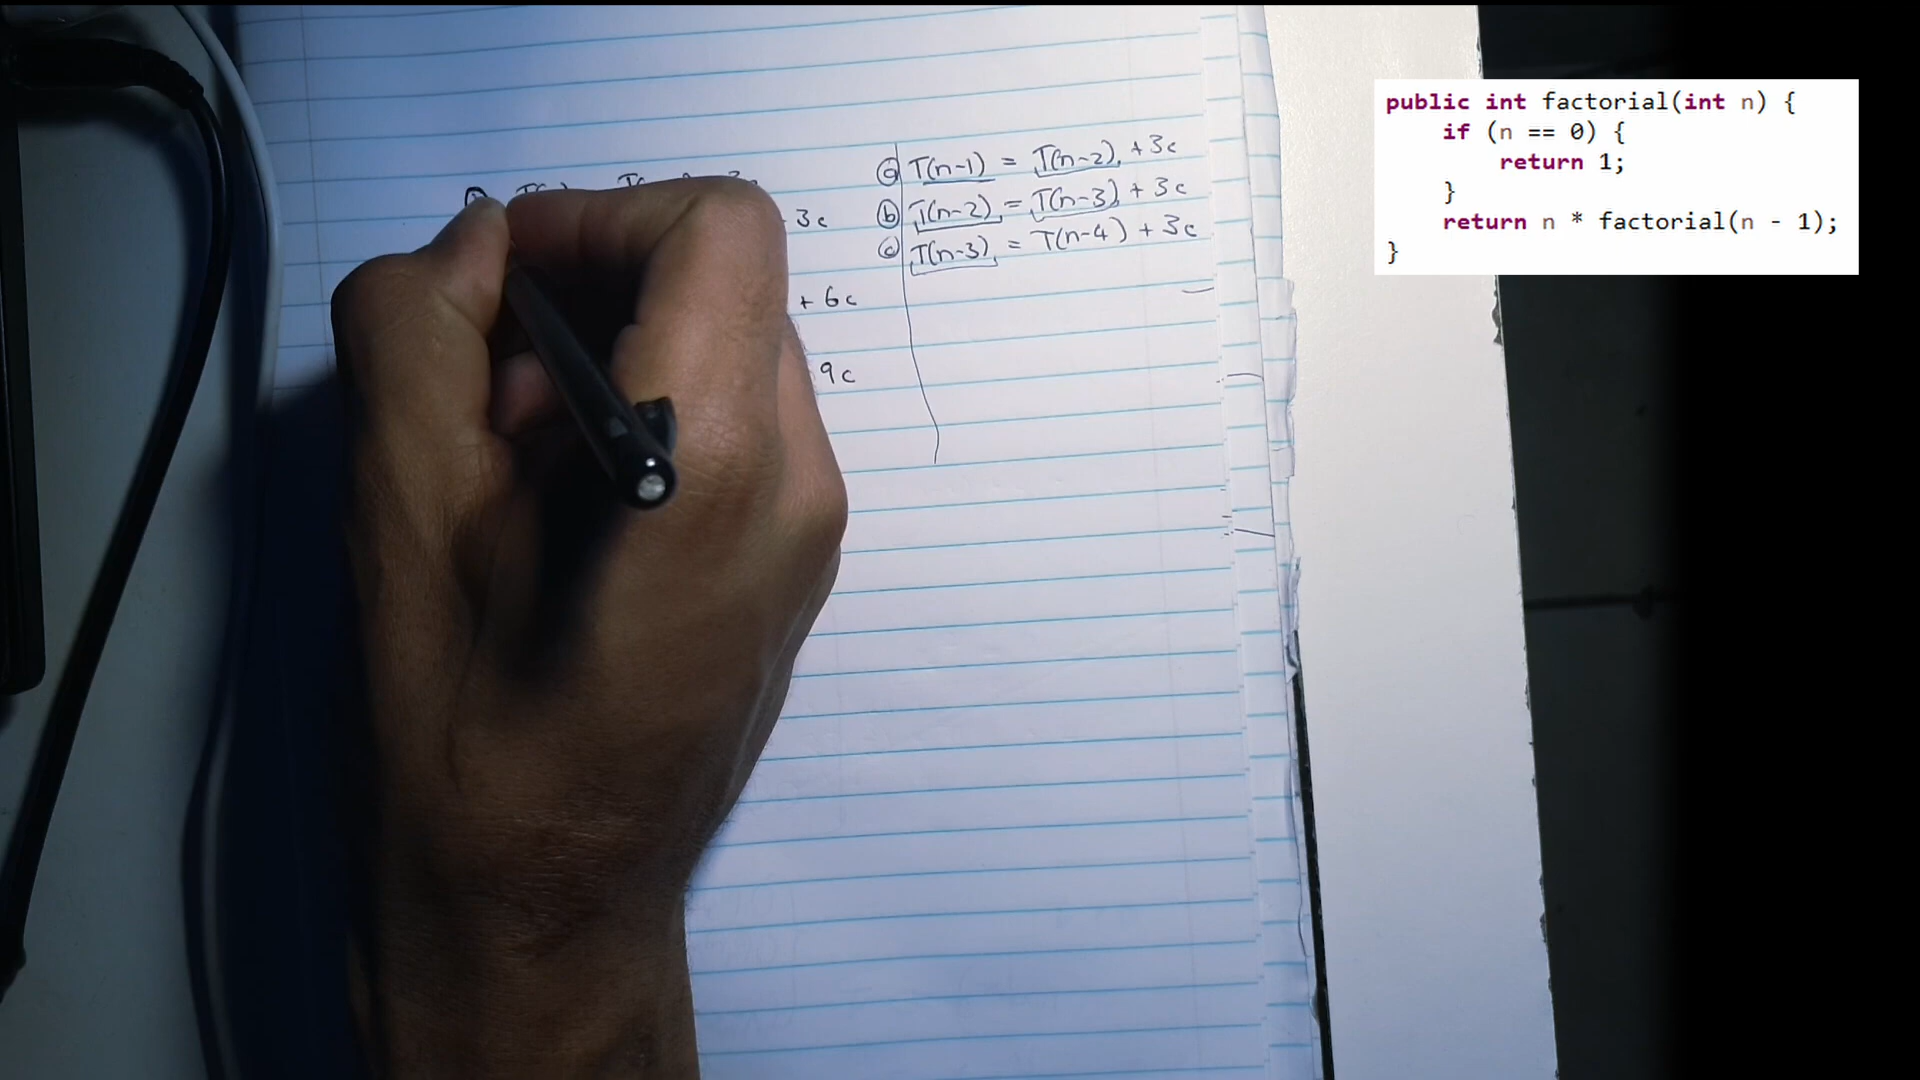 + 3c
+ 6c
9c
a T(n-1) = T(n-2) + 3c
b T(n-2) = T(n-3) + 3c
c T(n-3) = T(n-4) + 3c
public int factorial(int n) {
if (n == 0) {
return 1;
}
return n * factorial(n - 1);
}